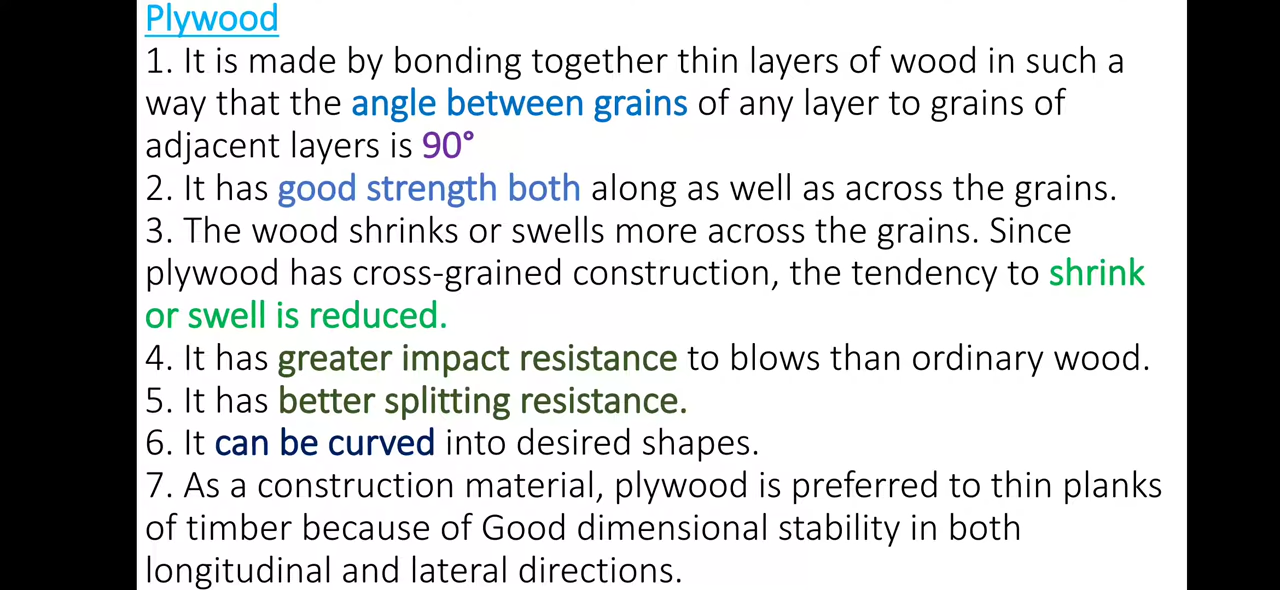 Plywood
1. It is made by bonding together thin layers of wood in such a
way that the angle between grains of any layer to grains of
adjacent layers is 90°
2. It has good strength both along as well as across the grains.
3. The wood shrinks or swells more across the grains. Since
plywood has cross-grained construction, the tendency to shrink
or swell is reduced.
4. It has greater impact resistance to blows than ordinary wood.
5. It has better splitting resistance.
6. It can be curved into desired shapes.
7. As a construction material, plywood is preferred to thin planks
of timber because of Good dimensional stability in both
longitudinal and lateral directions.